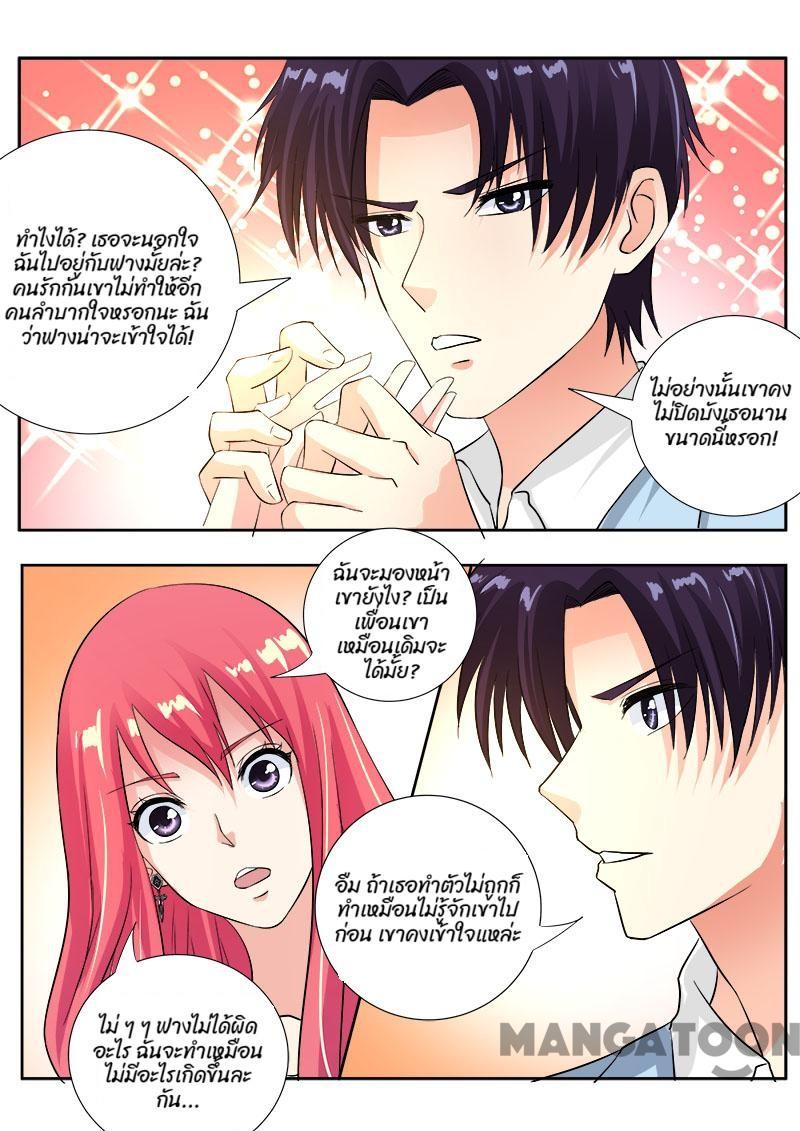 ทำไงได้? เธอจะนอกใจ
ฉันไปอยู่กับฟางมั้ยล่ะ?
คนรักกันเขาไม่ทำให้อีก
คนลำบากใจหรอกนะ ฉัน
ว่าฟางน่าจะเข้าใจได้!
ไม่อย่างนั้นเขาคง
ไม่ปิดบังเธอนาน
ขนาดนี้หรอก!
ฉันจะมองหน้า
เขายังไง? เป็น
เพื่อนเขา
เหมือนเดิมจะ
ได้มั้ย?
อืม ถ้าเธอทำตัวไม่ถูกก็
ทำเหมือนไม่รู้จักเขาไป
ก่อน เขาคงเข้าใจแหล่ะ
ไม่ ๆ ๆ ฟางไม่ได้ผิด
อะไร ฉันจะทำเหมือน
ไม่มีอะไรเกิดขึ้นละ
กัน...
MANGATOON